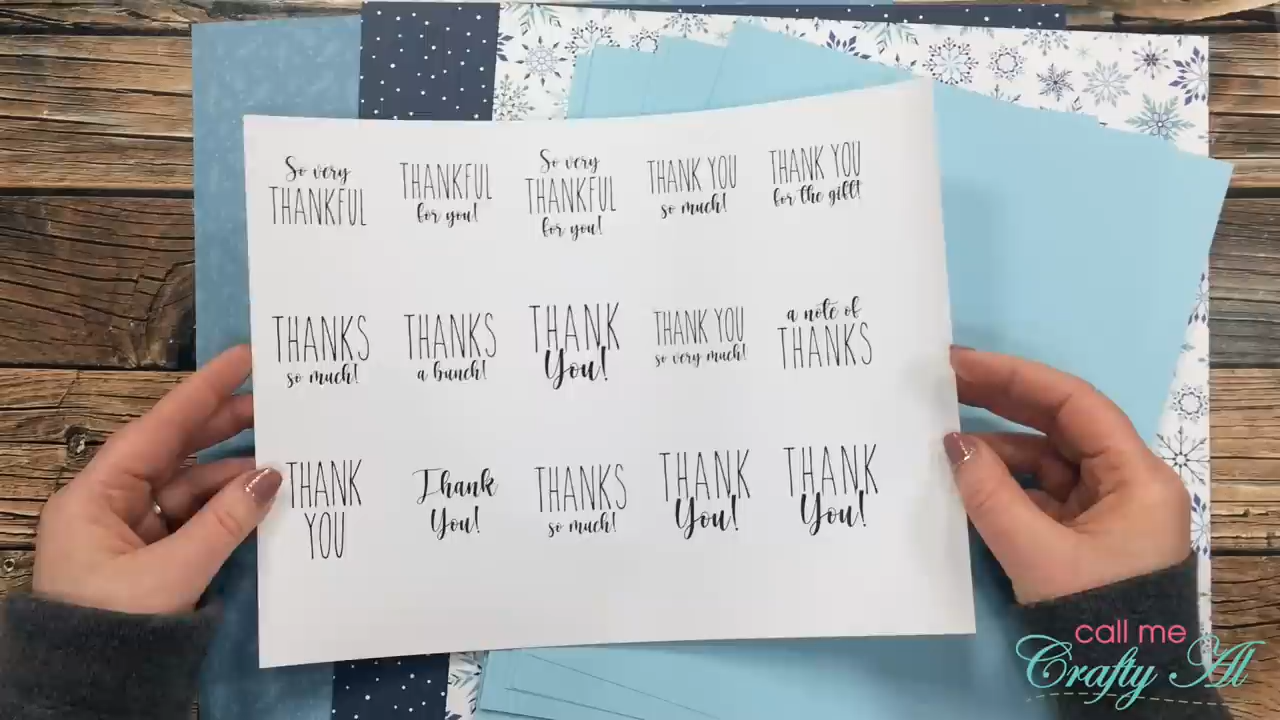 So very
THANKFUL
THANKFUL
for you!
So very
THANKFUL
for you!
THANK YOU
so much!
THANK YOU
for the gift!
THANKS
so much!
THANKS
a bunch!
THANK
You!
THANK YOU
so very much!
a note of
THANKS
THANK
YOU
Thank
You!
THANKS
so much!
THANK
You!
THANK
You!
call me
Crafty Al